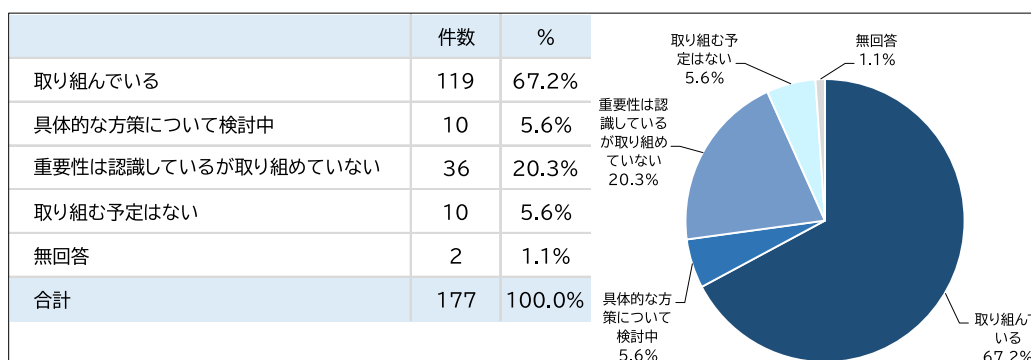 件数 %
取り組んでいる 119 67.2%
具体的な方策について検討中 10 5.6%
重要性は認識しているが取り組めていない 36 20.3%
取り組む予定はない 10 5.6%
無回答 2 1.1%
合計 177 100.0%
取り組む予
定はない
5.6%
無回答
1.1%
重要性は認
識している
が取り組め
ていない
20.3%
具体的な方
策について
検討中
5.6%
取り組んで
いる
67.2%